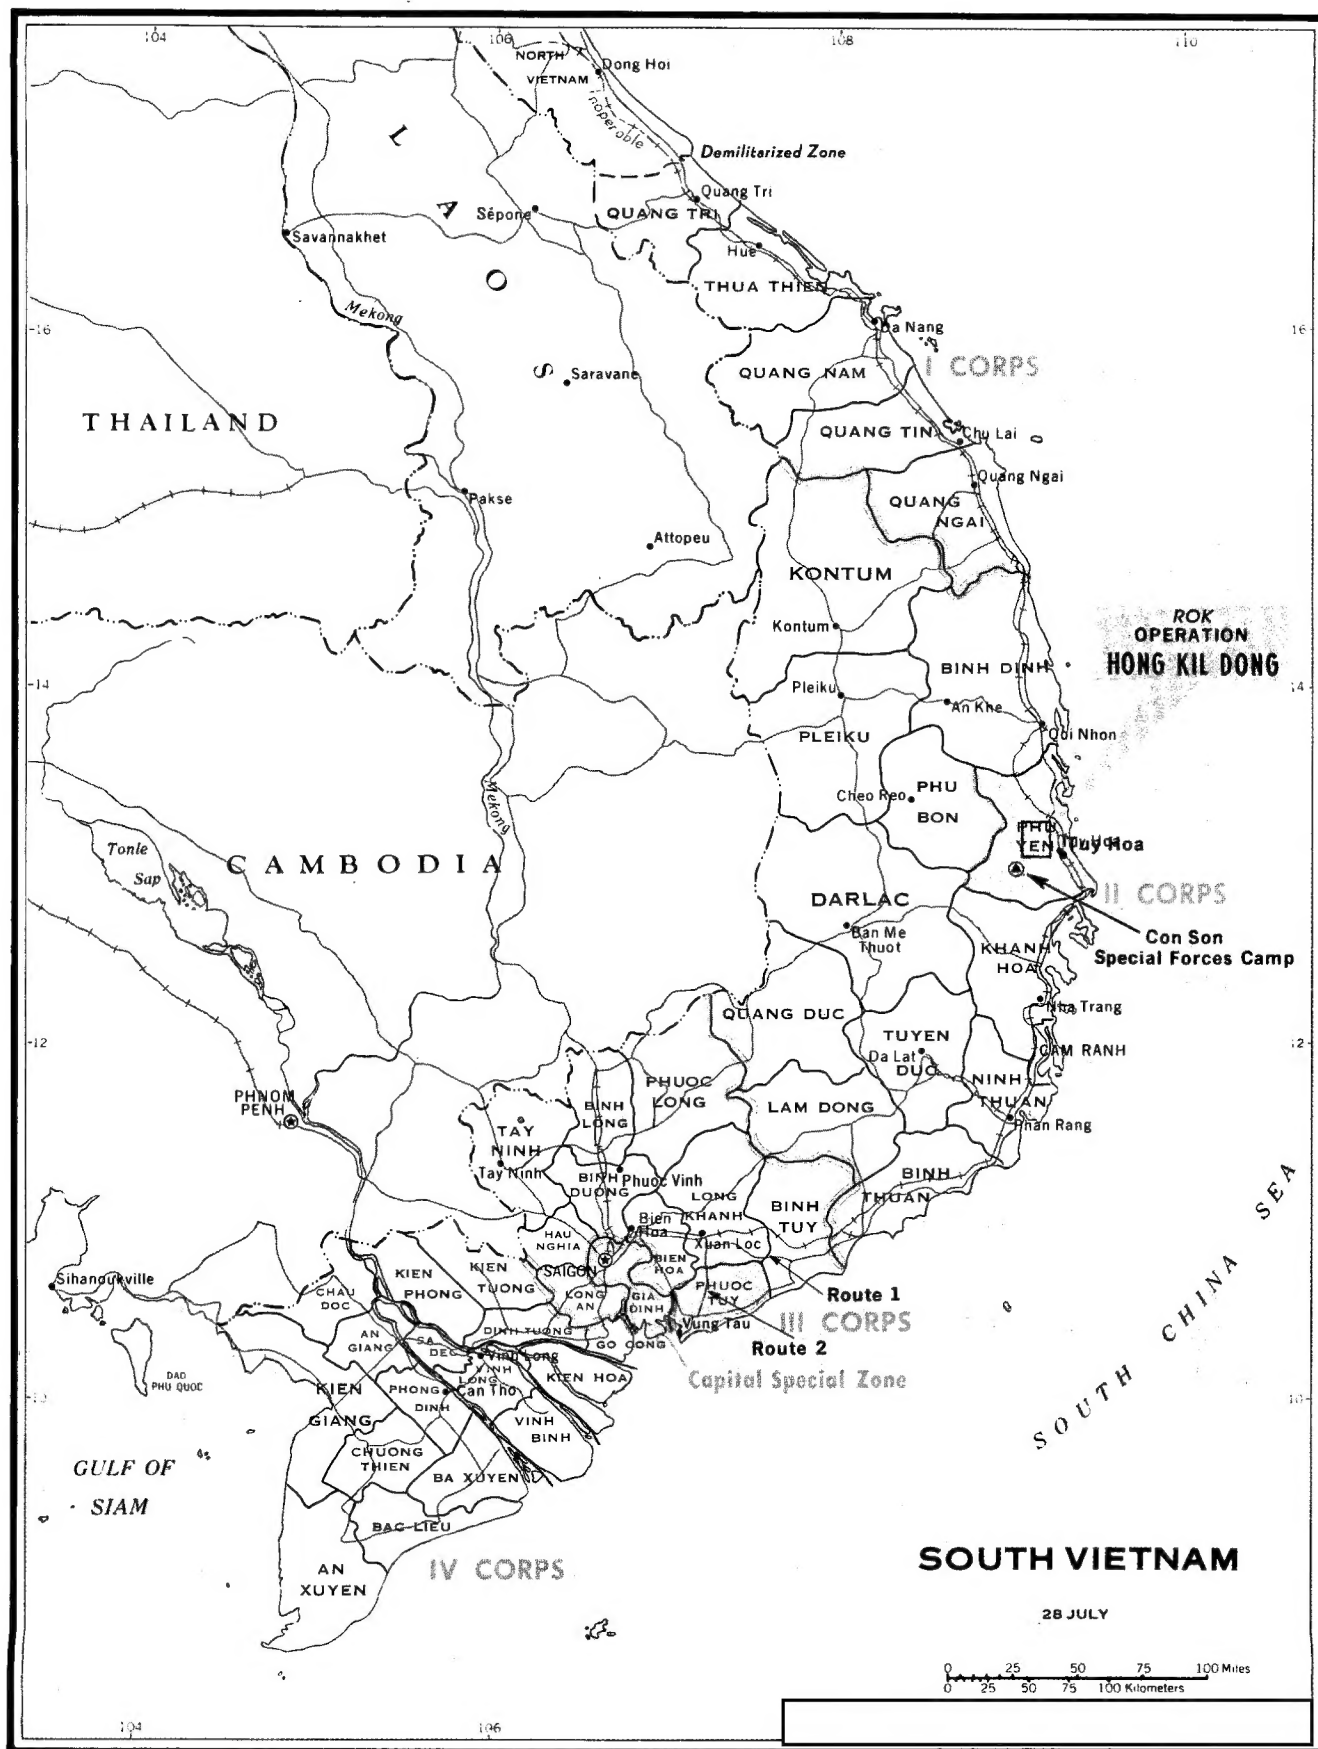 104
106
108
110
NORTH
VIETNAM
Dong Hoi
Inoperable
Demilitarized Zone
L
A
O
S
Sépone
Quang Tri
QUANG TRI
Savannakhet
Hue
THUA THIEN
Mekong
16
16
Da Nang
I CORPS
Saravane
QUANG NAM
THAILAND
QUANG TIN
Chu Lai
Quang Ngai
Pakse
QUANG
NGAI
Attopeu
KONTUM
Kontum
ROK
OPERATION
HONG KIL DONG
BINH DINH
14
14
Pleiku
An Khe
Qui Nhon
PLEIKU
Mekong
PHU
BON
Cheo Reo
PHU
YEN
Tuy Hoa
Tuy Hoa
Tonle
Sap
CAMBODIA
DARLAC
II CORPS
Ban Me
Thuot
KHANH
HOA
Con Son
Special Forces Camp
Nha Trang
QUANG DUC
TUYEN
DUC
Da Lat
12
12
CAM RANH
PHNOM
PENH
PHUOC
LONG
BINH
LONG
LAM DONG
NINH
THUAN
Phan Rang
TAY
NINH
Tay Ninh
BINH
DUONG
Phuoc Vinh
BINH
THUAN
LONG
KHANH
BINH
TUY
Bien
Hoa
Xuan Loc
HAU
NGHIA
SAIGON
BIEN
HOA
Sihanoukville
CHAU
DOC
KIEN
PHONG
KIEN
TUONG
LONG
AN
GIA
DINH
PHUOC
TUY
Route 1
Vung Tau
III CORPS
Route 2
Capital Special Zone
AN
GIANG
SA
DEC
DINH TUONG
GO CONG
Vinh Long
VINH
LONG
KIEN HOA
DAO
PHU QUOC
KIEN
GIANG
PHONG
DINH
Can Tho
VINH
BINH
10
10
CHUONG
THIEN
BA XUYEN
GULF OF
SIAM
BAC LIEU
AN
XUYEN
IV CORPS
SOUTH CHINA SEA
SOUTH VIETNAM
28 JULY
0 25 50 75 100 Miles
0 25 50 75 100 Kilometers
104
106